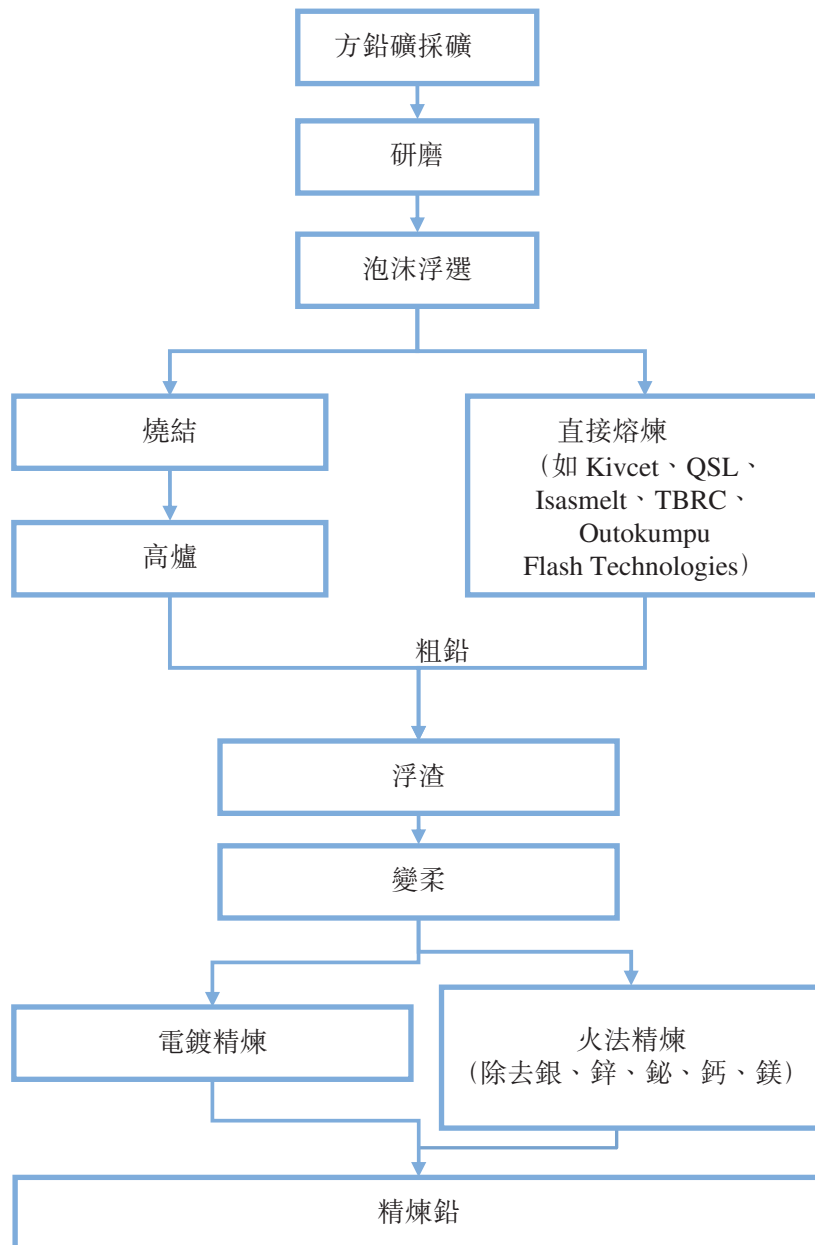 方鉛礦採礦
研磨
泡沫浮選
燒結
直接熔煉
（如 Kivcet、QSL、
Isasmelt、TBRC、
Outokumpu
Flash Technologies）
高爐
粗鉛
浮渣
變柔
電鍍精煉
火法精煉
（除去銀、鋅、鉍、鈣、鎂）
精煉鉛